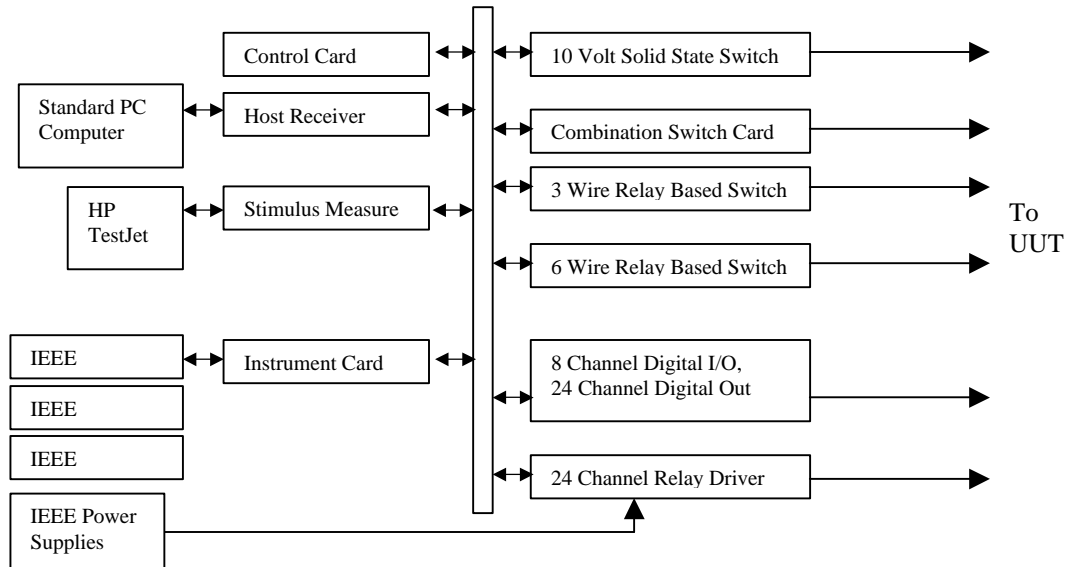 Control Card
Standard PC
Computer
Host Receiver
HP
TestJet
Stimulus Measure
IEEE
Instrument Card
IEEE
IEEE
IEEE Power
Supplies
10 Volt Solid State Switch
Combination Switch Card
3 Wire Relay Based Switch
6 Wire Relay Based Switch
8 Channel Digital I/O,
24 Channel Digital Out
24 Channel Relay Driver
To
UUT